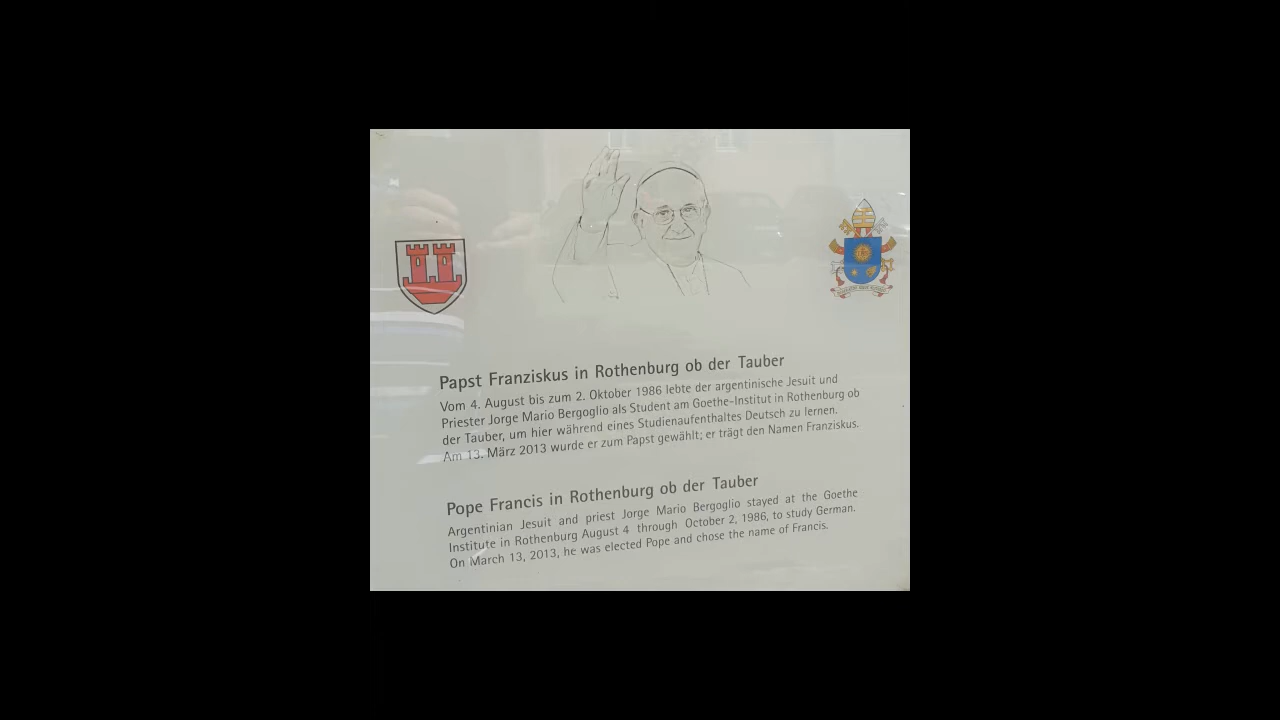 Papst Franziskus in Rothenburg ob der Tauber
Vom 4. August bis zum 2. Oktober 1986 lebte der argentinische Jesuit und
Priester Jorge Mario Bergoglio als Student am Goethe-Institut in Rothenburg ob
der Tauber, um hier während eines Studienaufenthaltes Deutsch zu lernen.
Am 13. März 2013 wurde er zum Papst gewählt; er trägt den Namen Franziskus.
Pope Francis in Rothenburg ob der Tauber
Argentinian Jesuit and priest Jorge Mario Bergoglio stayed at the Goethe
Institute in Rothenburg August 4 through October 2, 1986, to study German.
On March 13, 2013, he was elected Pope and chose the name of Francis.